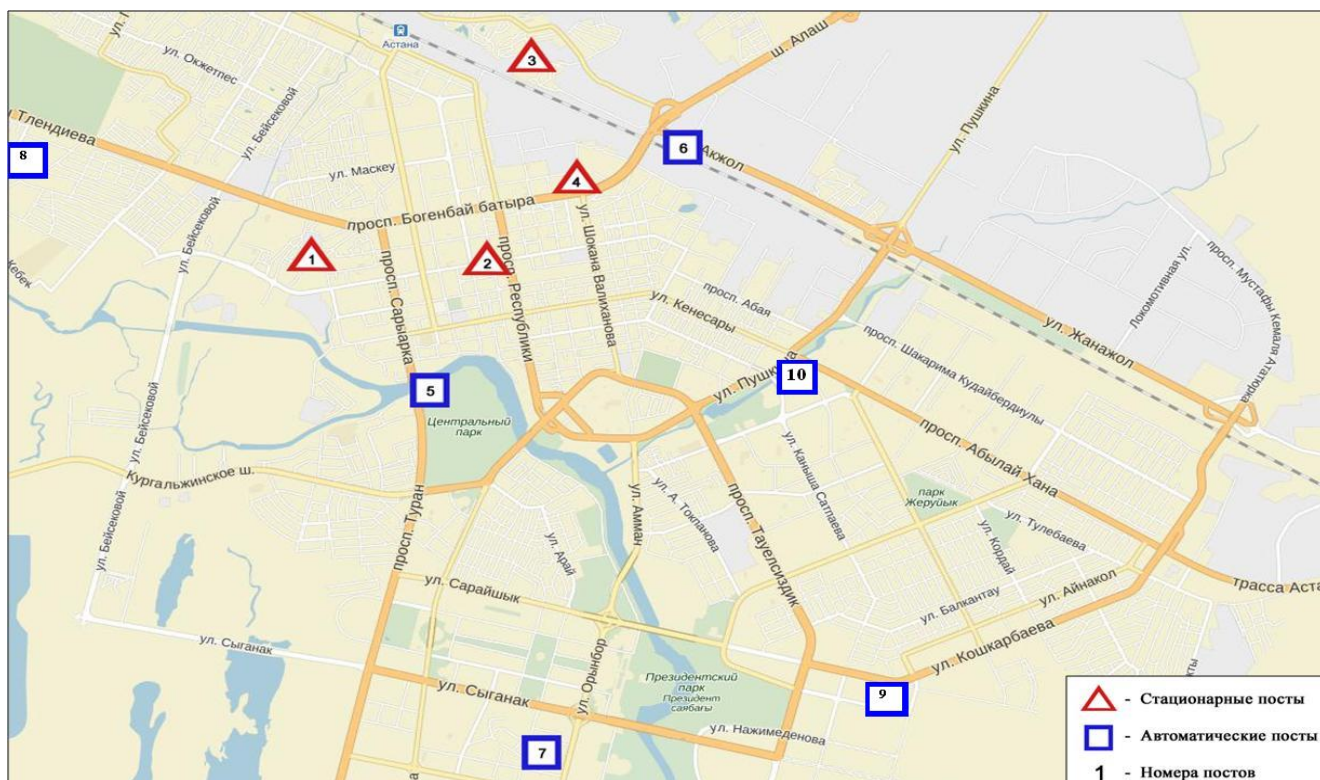 Астана
ул. Окжетпес
ул. Бейсековой
3
ш. Алаш
ул. Пушкина
н Тлендиева
8
6
Акжол
ул. Маскеу
4
просп. Богенбай батыра
ул. Бейсековой
Кебек
1
2
просп. Сарыарка
просп. Республики
ул. Шокана Валиханова
ул. Кенесары
просп. Абая
Локомотивная ул.
просп. Мустафы Кемаля Ататюрка
ул. Жанажол
просп. Шакарима Кудайбердиулы
ул. Пушкина
10
5
Центральный
парк
ул. Бейсековой
Кургальжинское ш.
просп. Абылай Хана
ул. Каныша Сатпаева
парк
Жеруйык
просп. Туран
ул. Амман
ул. А. Токпанова
просп. Тауелсиздик
ул. Тулебаева
ул. Кордай
ул. Бейсековой
ул. Арай
ул. Сарайшык
ул. Балкантау
ул. Айнакол
трасса Аста
ул. Сыганак
ул. Орынбор
ул. Кошкарбаева
Президентский
парк
Президент
саябағы
ул. Сыганак
9
ул. Нажимеденова
7
кты
- Стационарные посты
- Автоматические посты
1 - Номера постов